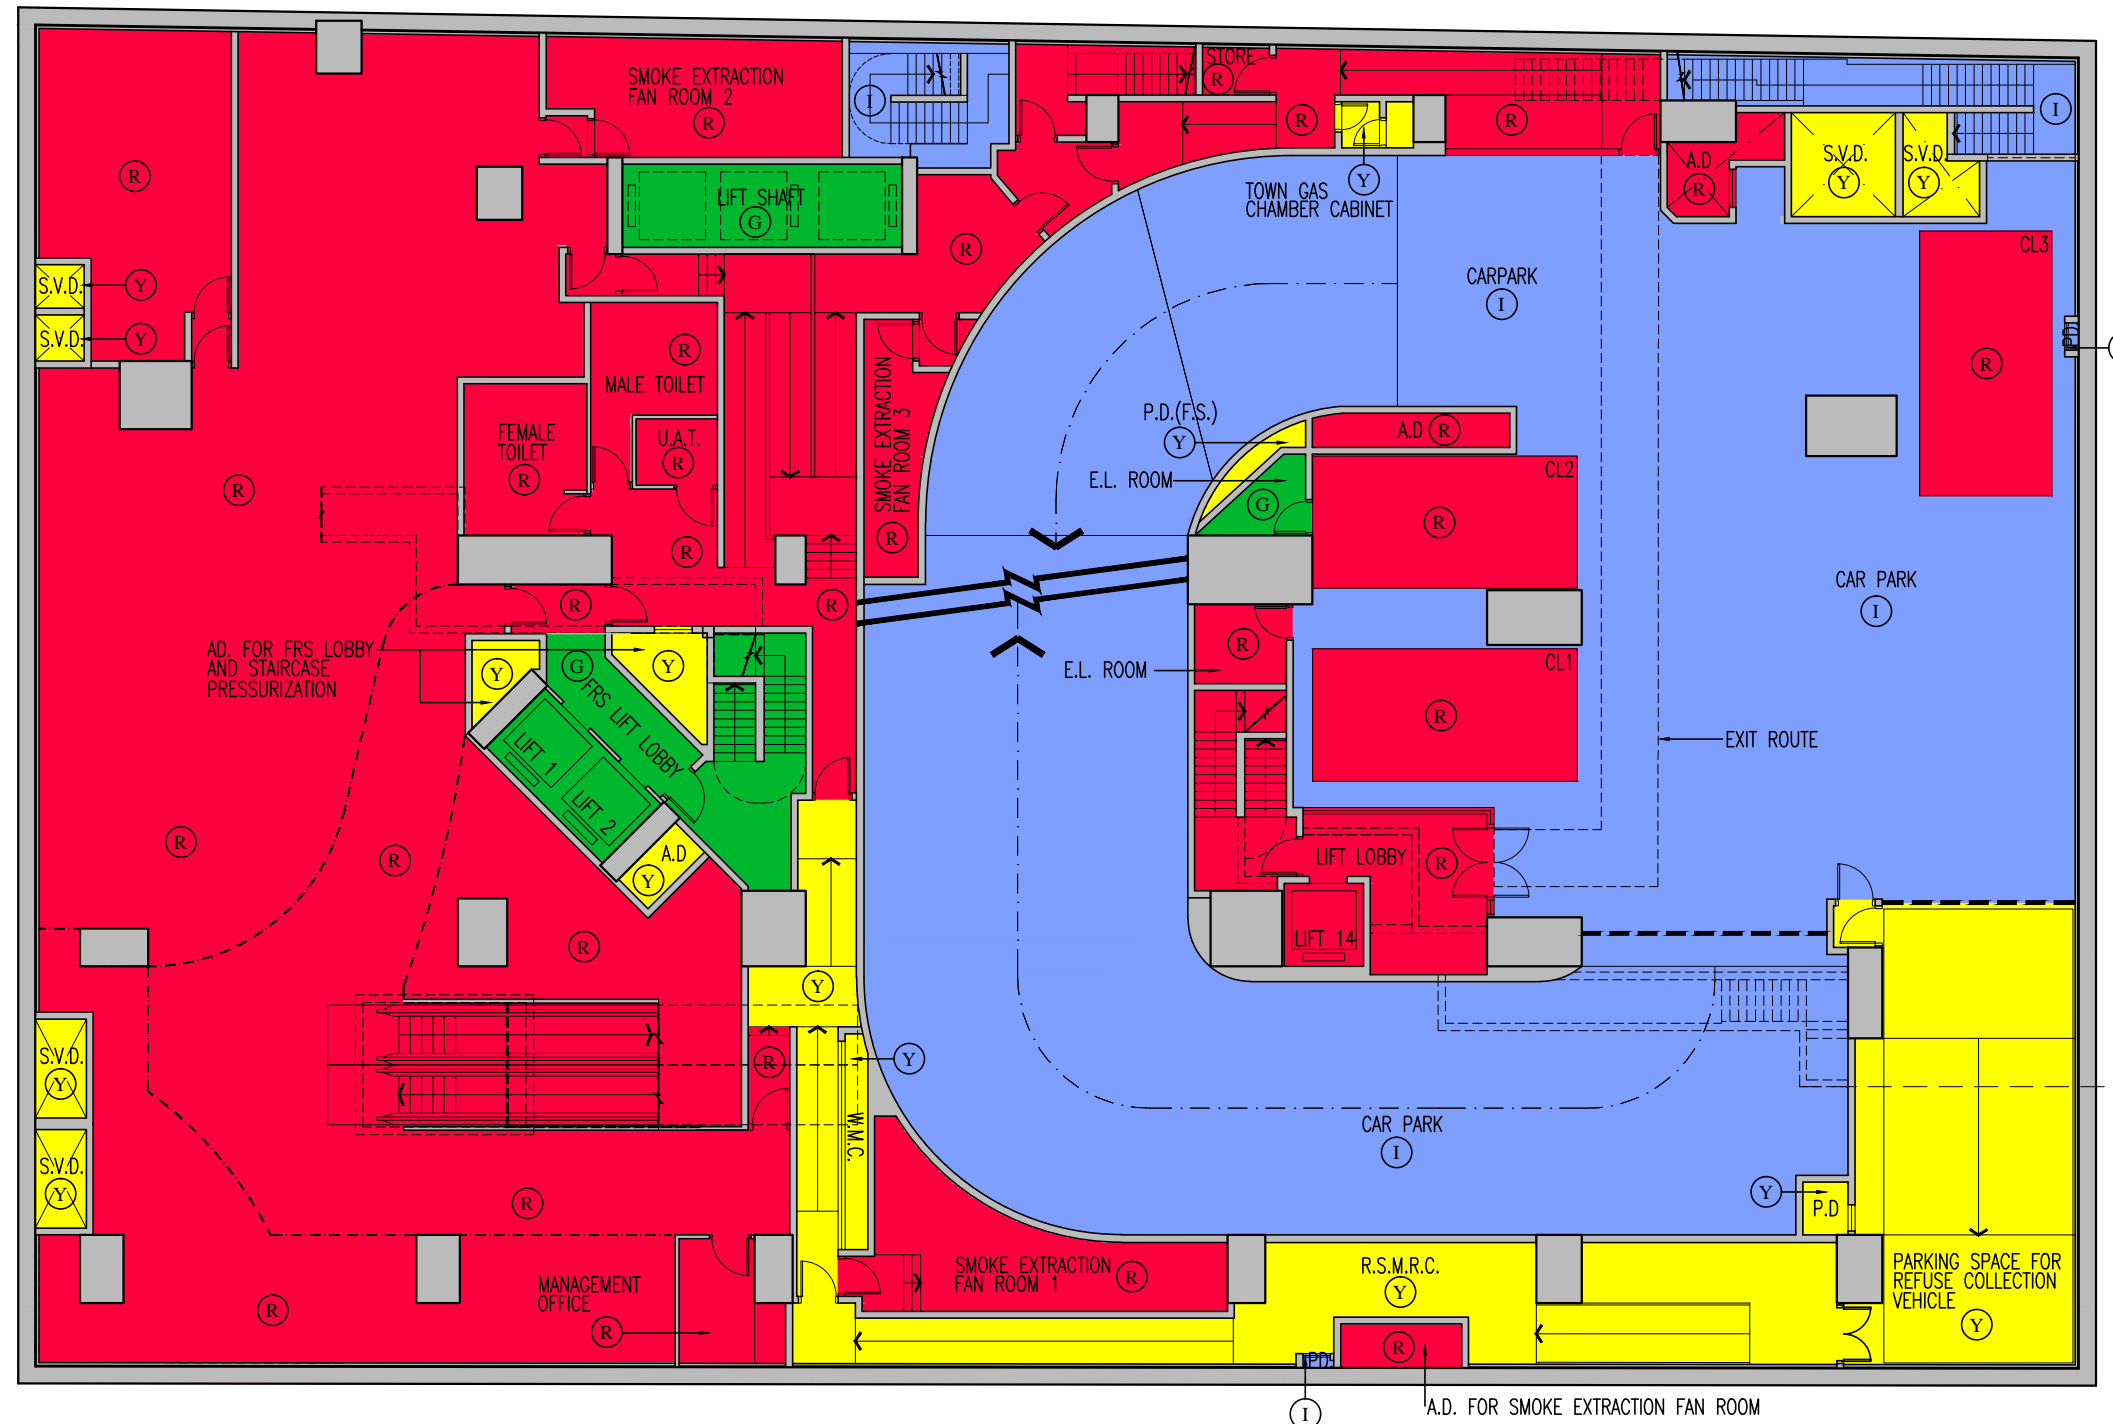 SMOKE EXTRACTION
FAN ROOM 2
R
I
STORE
R
R
R
I
R
LIFT SHAFT
G
TOWN GAS
CHAMBER CABINET
Y
A.D
R
S.V.D.
Y
S.V.D.
Y
R
CL3
R
S.V.D.
Y
S.V.D.
Y
CARPARK
I
P.D
R
MALE TOILET
FEMALE
TOILET
R
U.A.T.
R
R
R
SMOKE EXTRACTION
FAN ROOM 3
R
P.D.(F.S.)
Y
A.D
R
E.L. ROOM
G
CL2
R
CAR PARK
I
R
R
AD. FOR FRS LOBBY
AND STAIRCASE
PRESSURIZATION
Y
G
Y
FRS LIFT LOBBY
LIFT 1
LIFT 2
A.D
Y
E.L. ROOM
R
CL1
R
EXIT ROUTE
R
R
R
LIFT LOBBY
R
LIFT 14
Y
R
Y
W.M.C.
S.V.D.
Y
S.V.D.
Y
R
CAR PARK
I
Y
P.D
SMOKE EXTRACTION
FAN ROOM 1
R
R.S.M.R.C.
Y
PARKING SPACE FOR
REFUSE COLLECTION
VEHICLE
Y
R
MANAGEMENT
OFFICE
R
P.D.
R
I
A.D. FOR SMOKE EXTRACTION FAN ROOM